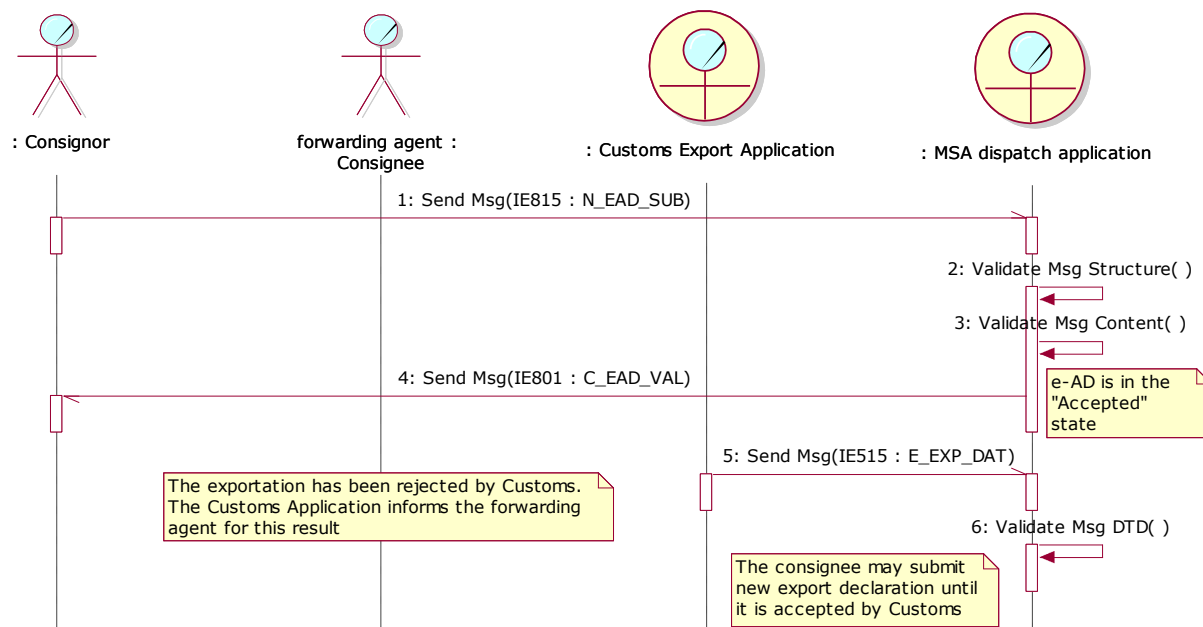 : Consignor
forwarding agent :
Consignee
: Customs Export Application
: MSA dispatch application
1: Send Msg(IE815 : N_EAD_SUB)
2: Validate Msg Structure( )
3: Validate Msg Content( )
4: Send Msg(IE801 : C_EAD_VAL)
e-AD is in the
"Accepted"
state
5: Send Msg(IE515 : E_EXP_DAT)
The exportation has been rejected by Customs.
The Customs Application informs the forwarding
agent for this result
6: Validate Msg DTD( )
The consignee may submit
new export declaration until
it is accepted by Customs